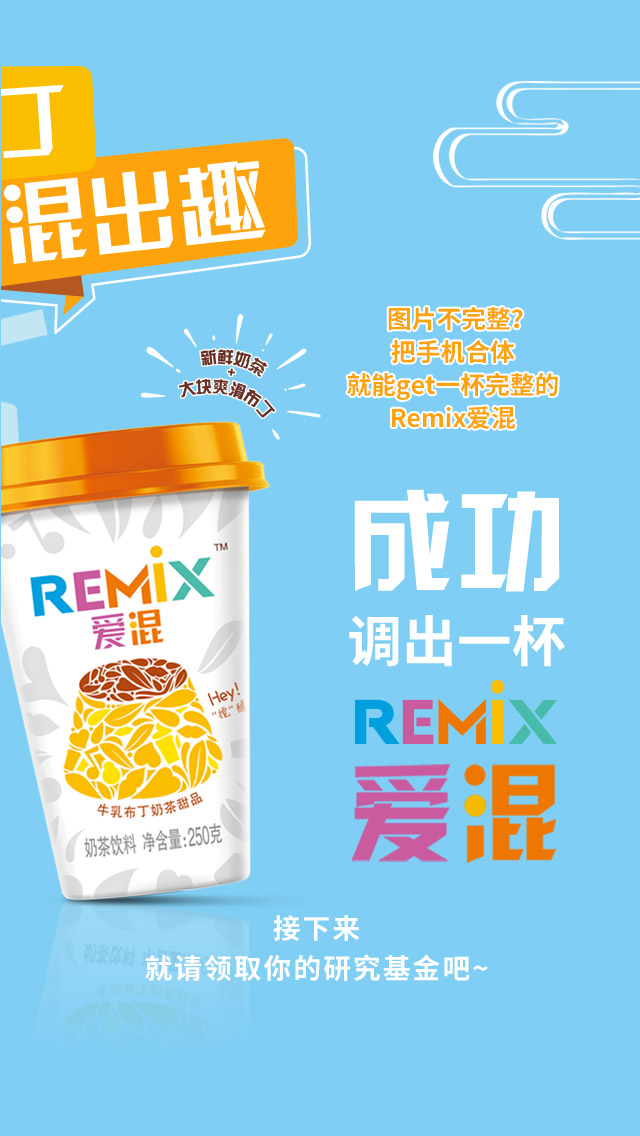 丁
混出趣
图片不完整?
把手机合体
就能get一杯完整的
Remix爱混
新鲜奶茶
+
大块爽滑布丁
REMiX™
爱混
Hey!
牛乳布丁奶茶甜品
奶茶饮料 净含量:250克
成功
调出一杯
REMiX
爱混
接下来
就请领取你的研究基金吧~